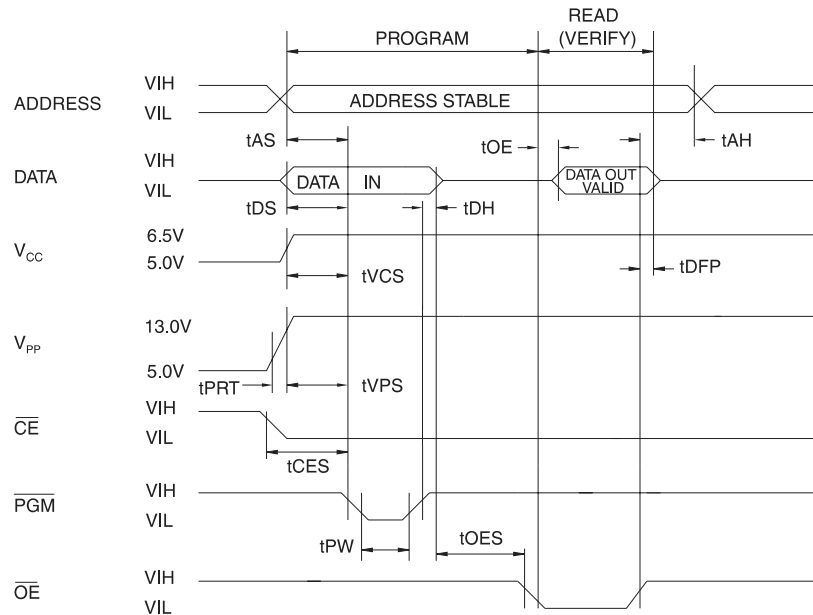 READ
PROGRAM (VERIFY)
VIH
ADDRESS ADDRESS STABLE
VIL
tAS tOE tAH
VIH
DATA DATA IN DATA OUT
VALID
VIL
tDS tDH
6.5V
VCC
5.0V tVCS tDFP
13.0V
VPP
5.0V
tPRT tVPS
VIH
CE
VIL
tCES
VIH
PGM
VIL
tPW tOES
VIH
OE
VIL